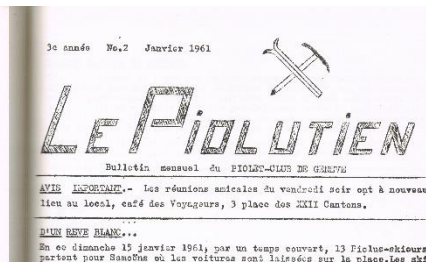 3e année No.2 Janvier 1961
LE PIOLUTIEN
Bulletin mensuel du PIOLET-CLUB DE GENEVE
AVIS IMPORTANT.- Les réunions amicales du vendredi soir ont à nouveau
lieu au local, café des Voyageurs, 3 place des XXII Cantons.
D'UN REVE BLANC...
En ce dimanche 15 janvier 1961, par un temps couvert, 13 Piolus-skieurs
partent pour Samoëns où les voitures sont laissées sur la place.Les ski